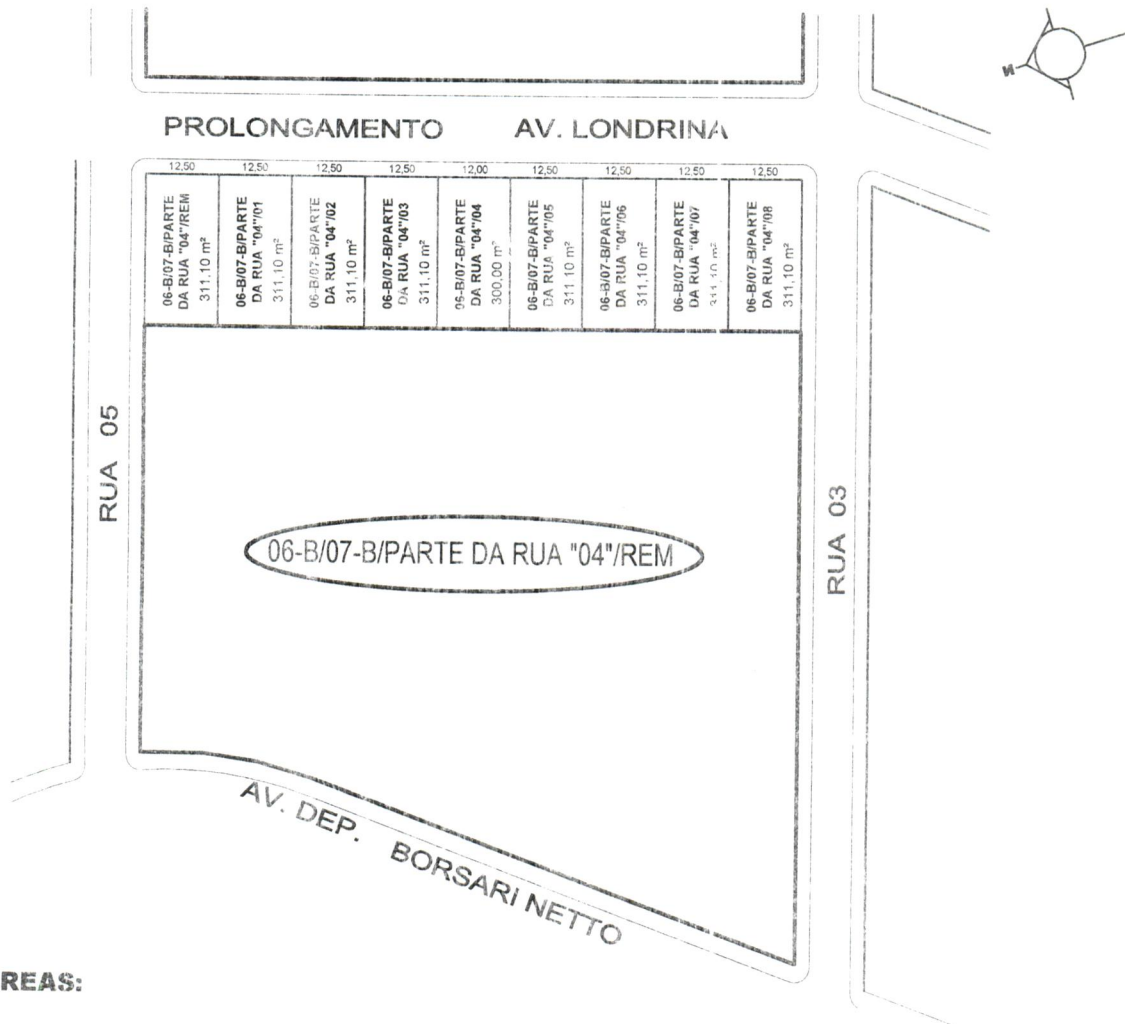 N
PROLONGAMENTO AV. LONDRINA
12,50 12,50 12,50 12,50 12,00 12,50 12,50 12,50 12,50
06-B/07-B/PARTE
DA RUA "04"/REM
311,10 m²
06-B/07-B/PARTE
DA RUA "04"/01
311,10 m²
06-B/07-B/PARTE
DA RUA "04"/02
311,10 m²
06-B/07-B/PARTE
DA RUA "04"/03
311,10 m²
06-B/07-B/PARTE
DA RUA "04"/04
300,00 m²
06-B/07-B/PARTE
DA RUA "04"/05
311 10 m²
06-B/07-B/PARTE
DA RUA "04"/06
311,10 m²
06-B/07-B/PARTE
DA RUA "04"/07
311,10 m²
06-B/07-B/PARTE
DA RUA "04"/08
311,10 m²
RUA 05
06-B/07-B/PARTE DA RUA "04"/REM
RUA 03
AV. DEP. BORSARI NETTO
REAS: